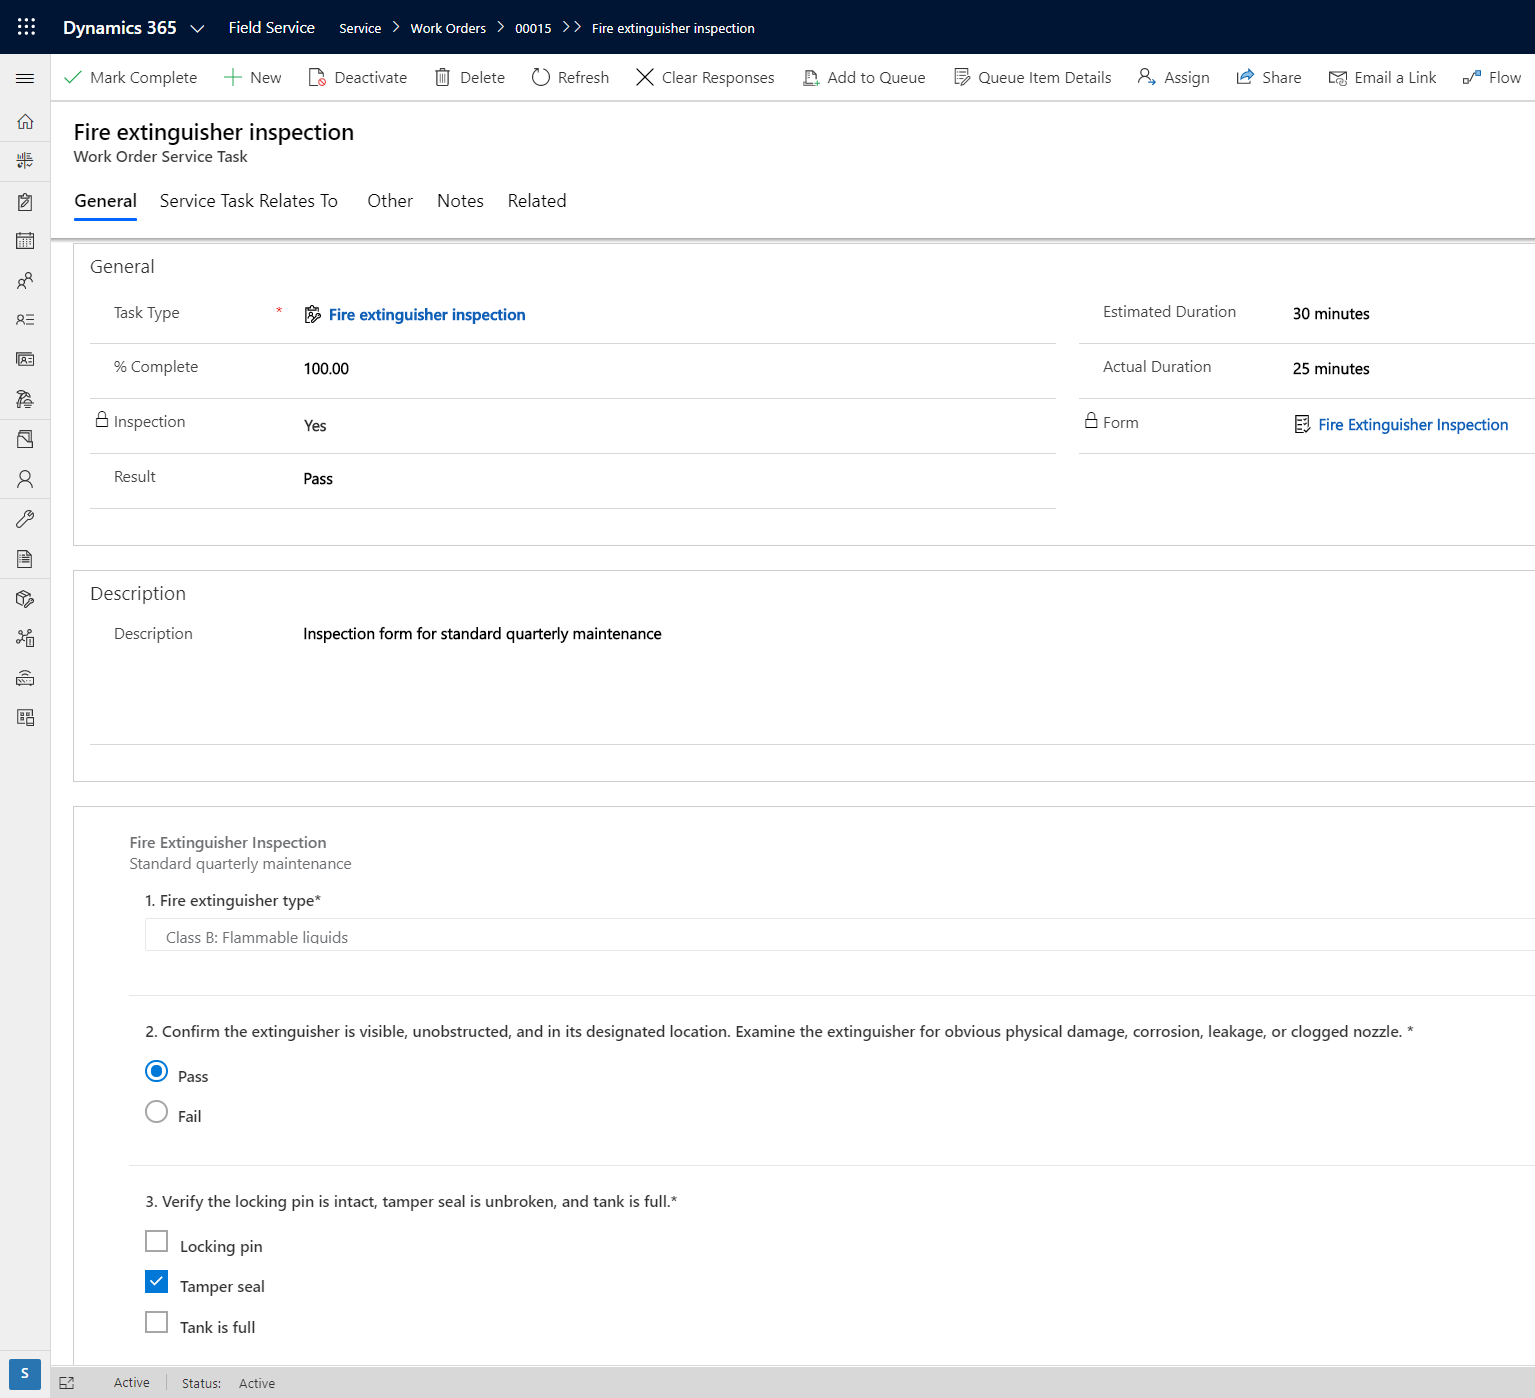 Dynamics 365 Field Service Service Work Orders 00015 Fire extinguisher inspection
Mark Complete New Deactivate Delete Refresh Clear Responses Add to Queue Queue Item Details Assign Share Email a Link Flow
Fire extinguisher inspection
Work Order Service Task
General Service Task Relates To Other Notes Related
General
Task Type * Fire extinguisher inspection Estimated Duration 30 minutes
% Complete 100.00 Actual Duration 25 minutes
Inspection Yes Form Fire Extinguisher Inspection
Result Pass
Description
Description Inspection form for standard quarterly maintenance
Fire Extinguisher Inspection
Standard quarterly maintenance
1. Fire extinguisher type*
Class B: Flammable liquids
2. Confirm the extinguisher is visible, unobstructed, and in its designated location. Examine the extinguisher for obvious physical damage, corrosion, leakage, or clogged nozzle. *
Pass
Fail
3. Verify the locking pin is intact, tamper seal is unbroken, and tank is full.*
Locking pin
Tamper seal
Tank is full
S Active Status: Active